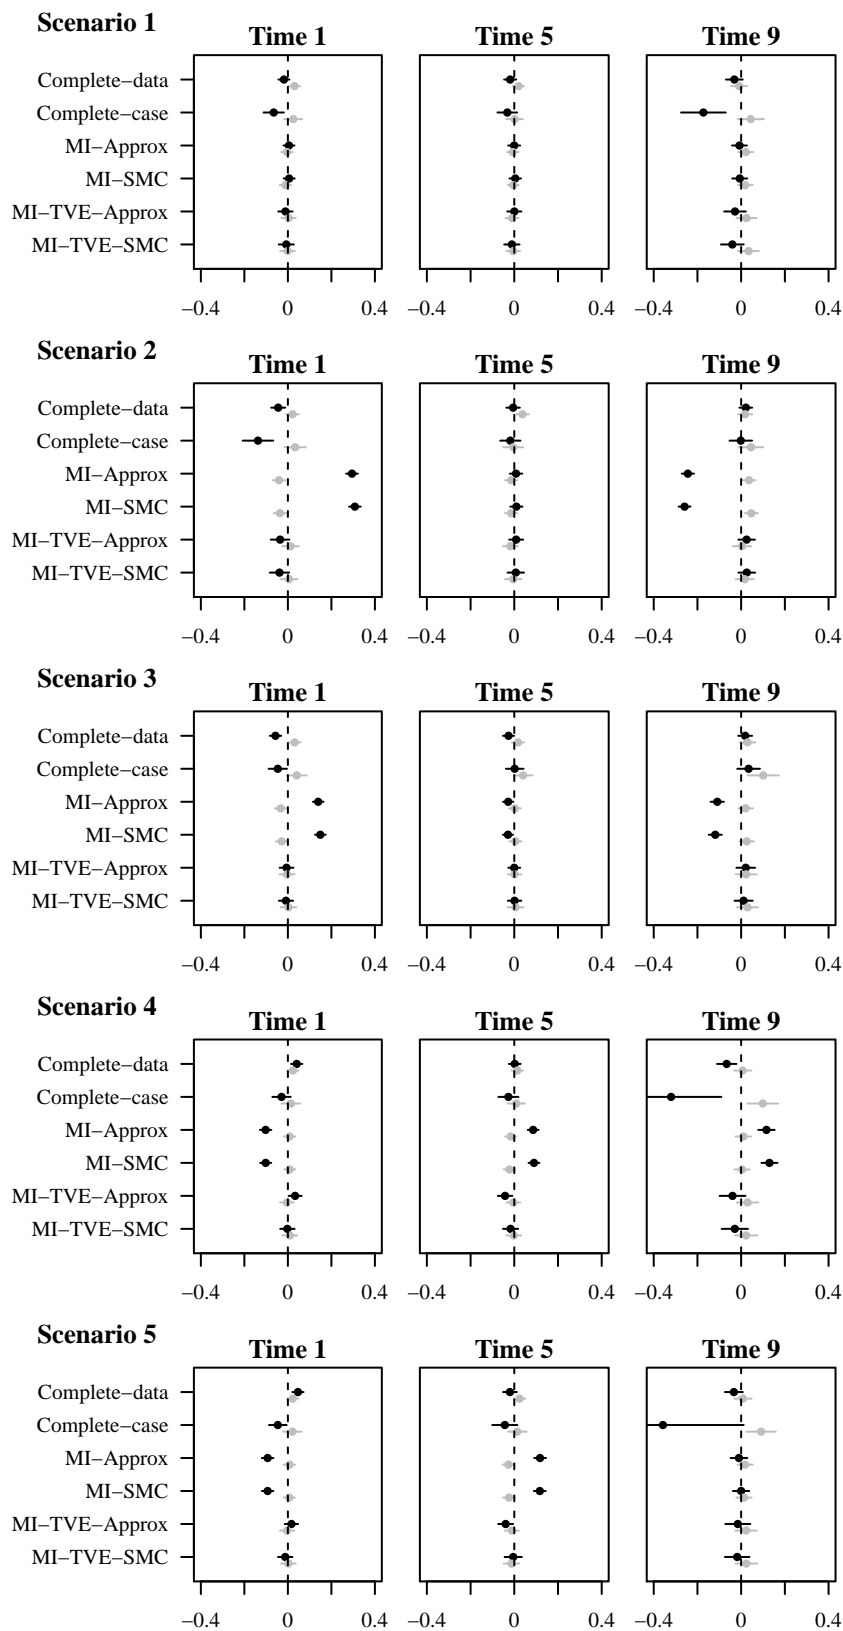 Scenario 1
Time 1 Time 5 Time 9
Complete−data
Complete−case
MI−Approx
MI−SMC
MI−TVE−Approx
MI−TVE−SMC
−0.4 0 0.4 −0.4 0 0.4 −0.4 0 0.4
Scenario 2
Time 1 Time 5 Time 9
Complete−data
Complete−case
MI−Approx
MI−SMC
MI−TVE−Approx
MI−TVE−SMC
−0.4 0 0.4 −0.4 0 0.4 −0.4 0 0.4
Scenario 3
Time 1 Time 5 Time 9
Complete−data
Complete−case
MI−Approx
MI−SMC
MI−TVE−Approx
MI−TVE−SMC
−0.4 0 0.4 −0.4 0 0.4 −0.4 0 0.4
Scenario 4
Time 1 Time 5 Time 9
Complete−data
Complete−case
MI−Approx
MI−SMC
MI−TVE−Approx
MI−TVE−SMC
−0.4 0 0.4 −0.4 0 0.4 −0.4 0 0.4
Scenario 5
Time 1 Time 5 Time 9
Complete−data
Complete−case
MI−Approx
MI−SMC
MI−TVE−Approx
MI−TVE−SMC
−0.4 0 0.4 −0.4 0 0.4 −0.4 0 0.4